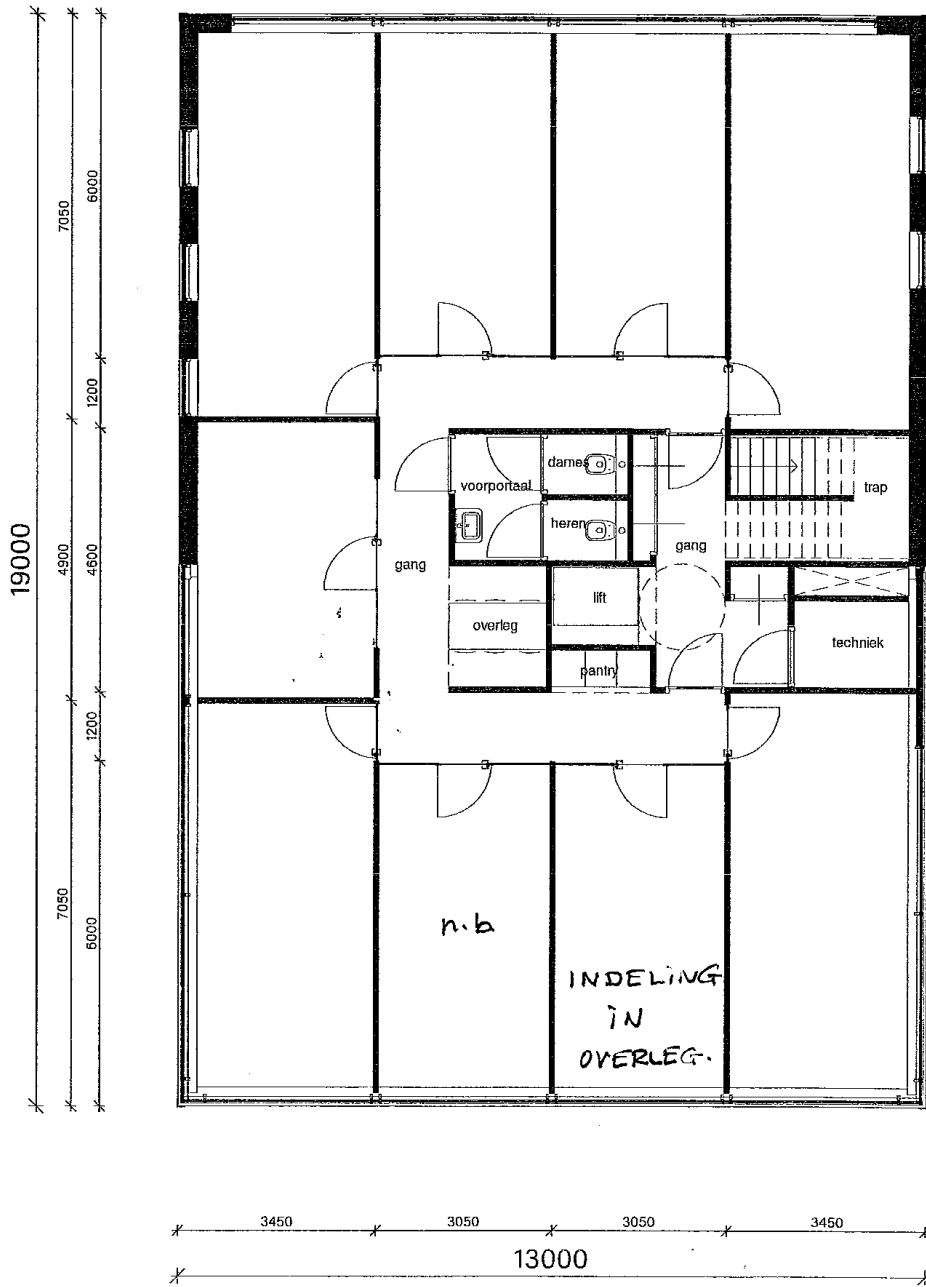 19000
7050
4900
7050
6000
1200
4600
1200
6000
dames
voorportaal
trap
heren
gang
gang
lift
overleg
techniek
pantry
n.b
INDELING
IN
OVERLEG.
3450
3050
3050
3450
13000